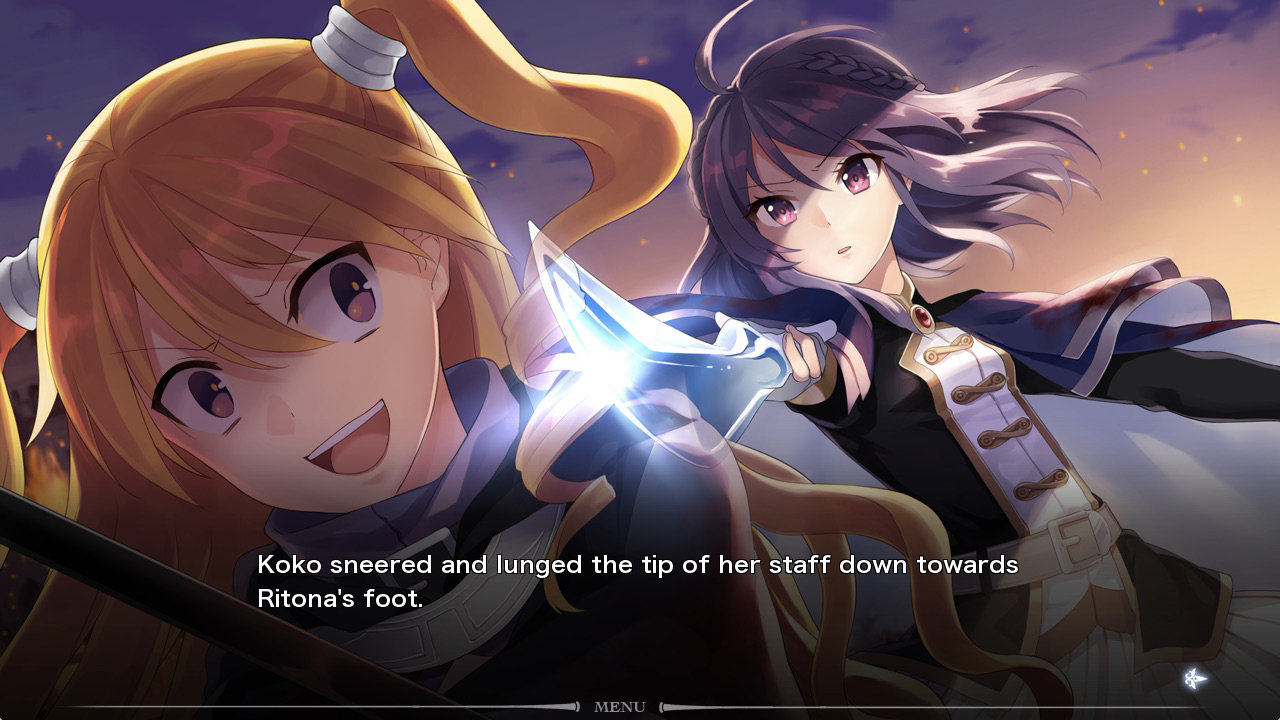 Koko sneered and lunged the tip of her staff down towards
Ritona's foot.
MENU